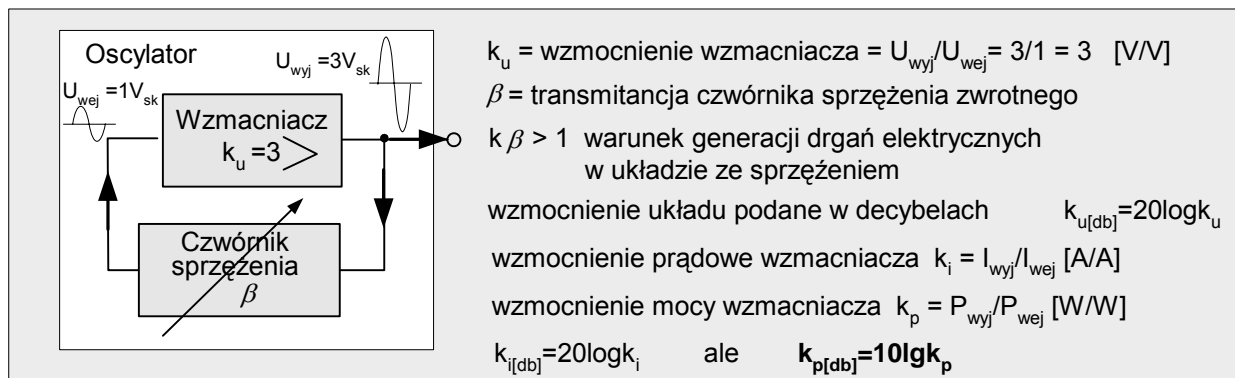 Oscylator
U_wej =1V_sk
U_wyj =3V_sk
Wzmacniacz
k_u =3
Czwórnik
sprzężenia
β
k_u = wzmocnienie wzmacniacza = U_wyj/U_wej= 3/1 = 3 [V/V]
β = transmitancja czwórnika sprzężenia zwrotnego
k β > 1 warunek generacji drgań elektrycznych
w układzie ze sprzęźeniem
wzmocnienie układu podane w decybelach k_u[db]=20logk_u
wzmocnienie prądowe wzmacniacza k_i = I_wyj/I_wej [A/A]
wzmocnienie mocy wzmacniacza k_p = P_wyj/P_wej [W/W]
k_i[db]=20logk_i ale k_p[db]=10lgk_p